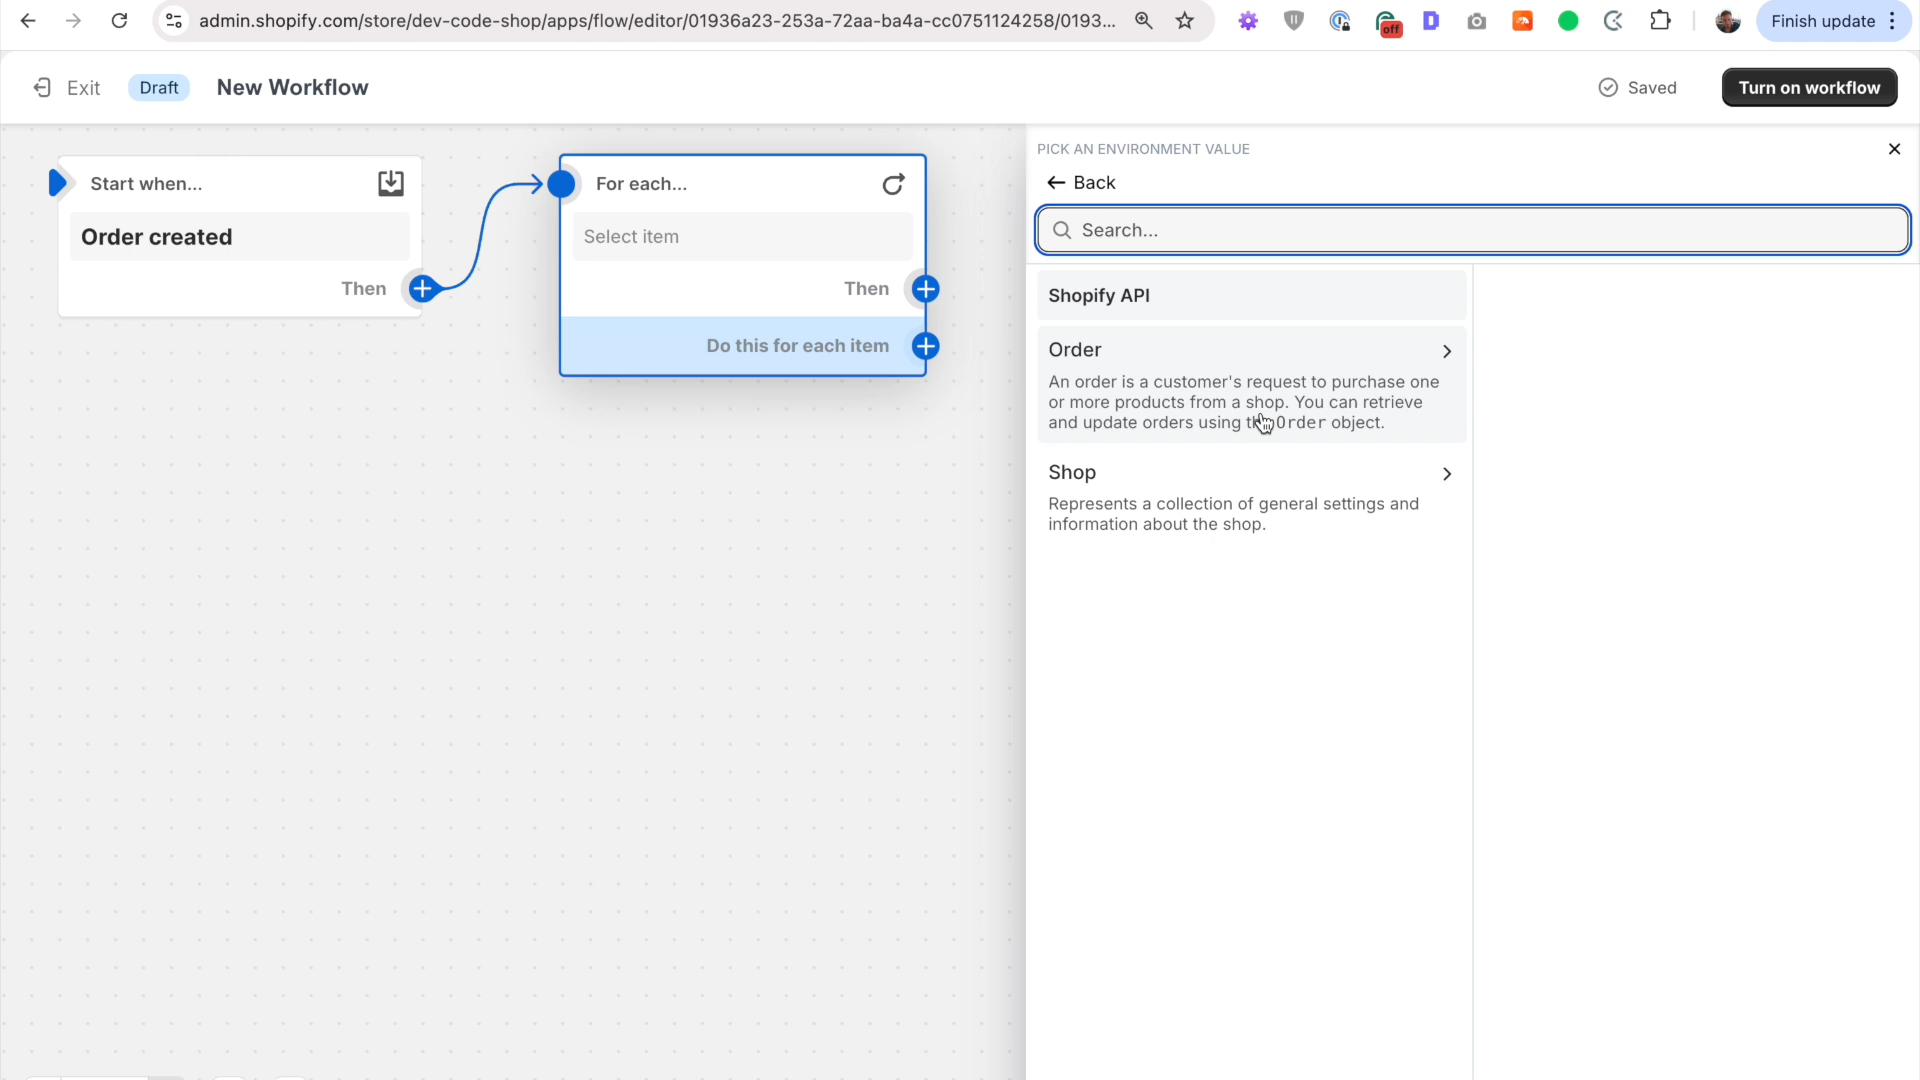 admin.shopify.com/store/dev-code-shop/apps/flow/editor/01936a23-253a-72aa-ba4a-cc0751124258/0193...
off
Finish update
Exit
Draft
New Workflow
Saved
Turn on workflow
Start when...
Order created
Then
For each...
Select item
Then
Do this for each item
PICK AN ENVIRONMENT VALUE
Back
Search...
Shopify API
Order
An order is a customer's request to purchase one
or more products from a shop. You can retrieve
and update orders using the Order object.
Shop
Represents a collection of general settings and
information about the shop.